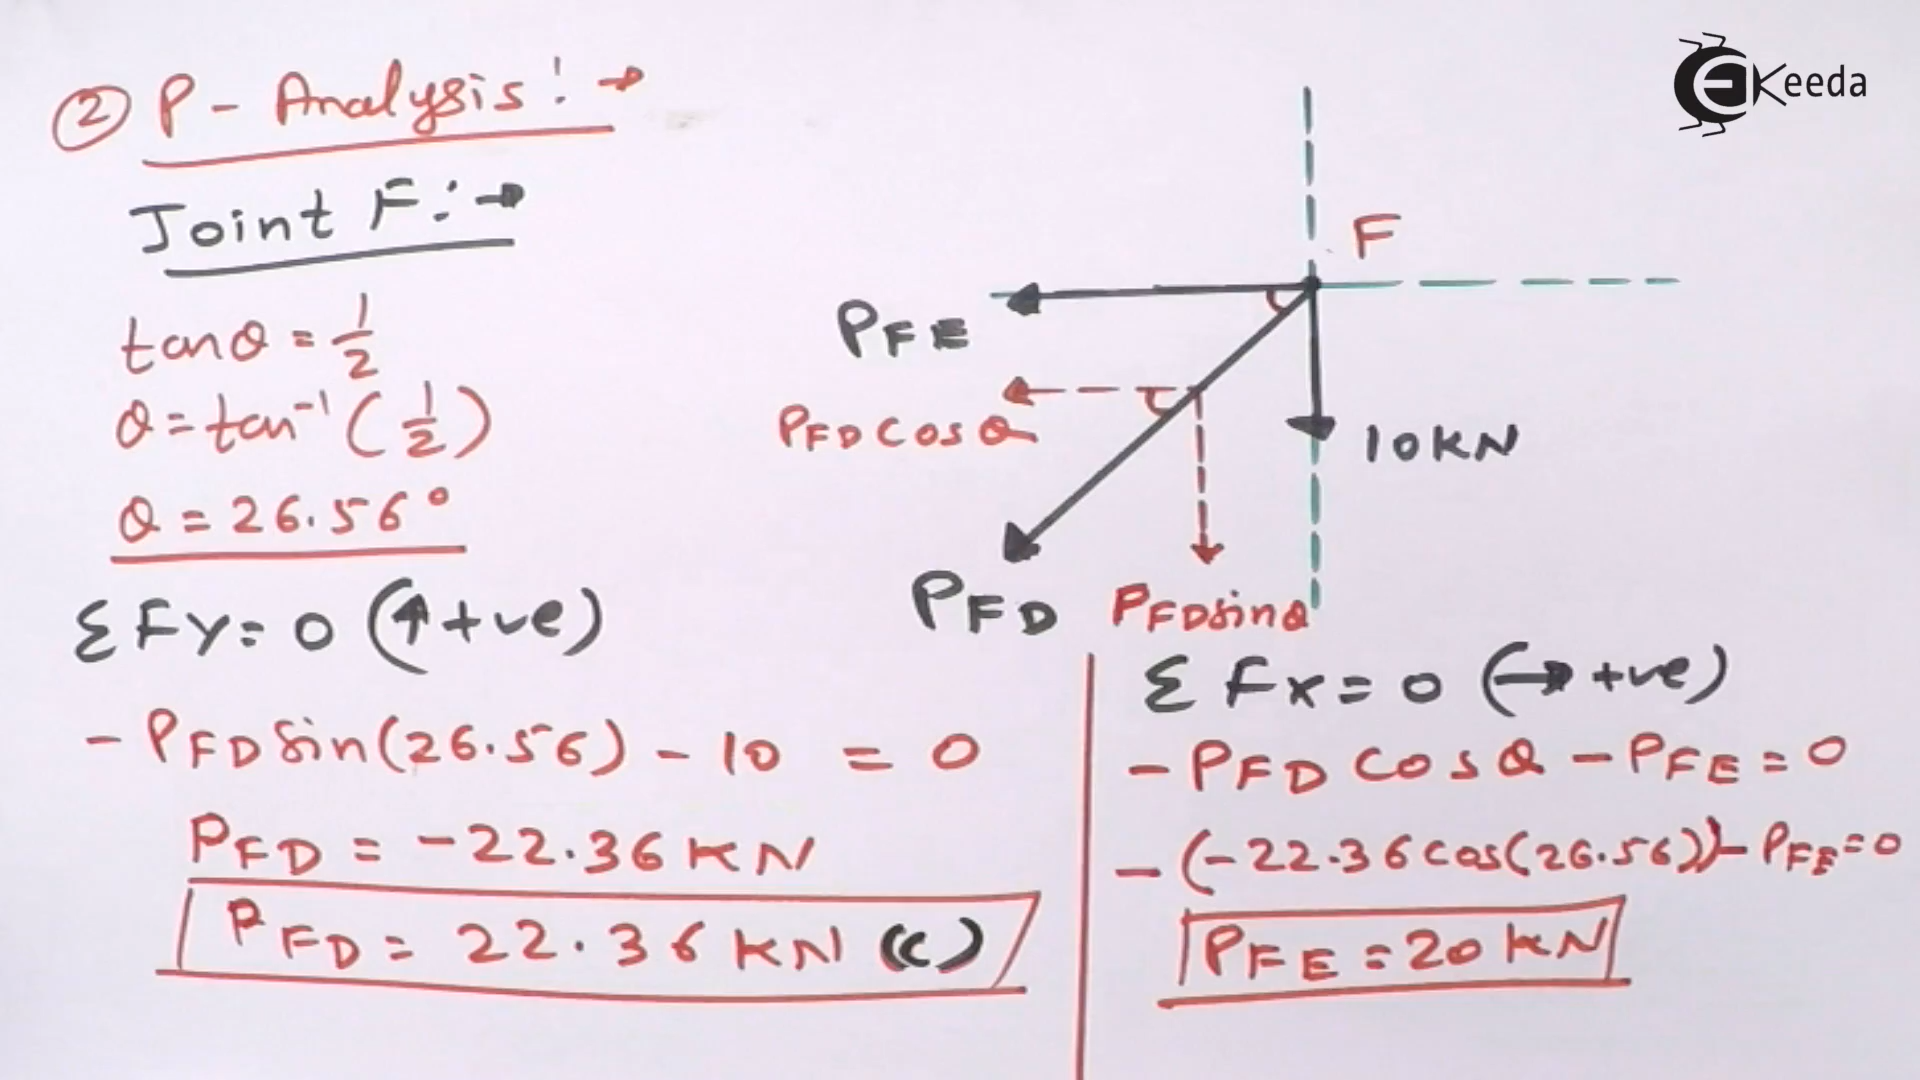 ② P - Analysis :→
Joint F :→
tanθ = 1/2
θ = tan⁻¹ (1/2)
θ = 26.56°
ΣFY = 0 (↑+ve)
- PFD Sin(26.56) - 10 = 0
PFD = -22.36 KN
PFD = 22.36 KN (C)
EKeeda
F
PFE
PFD cosθ
10KN
PFD
PFD sinθ
ΣFX = 0 (→ +ve)
- PFD cosθ - PFE = 0
- (-22.36 cos(26.56)) - PFE = 0
PFE = 20 KN